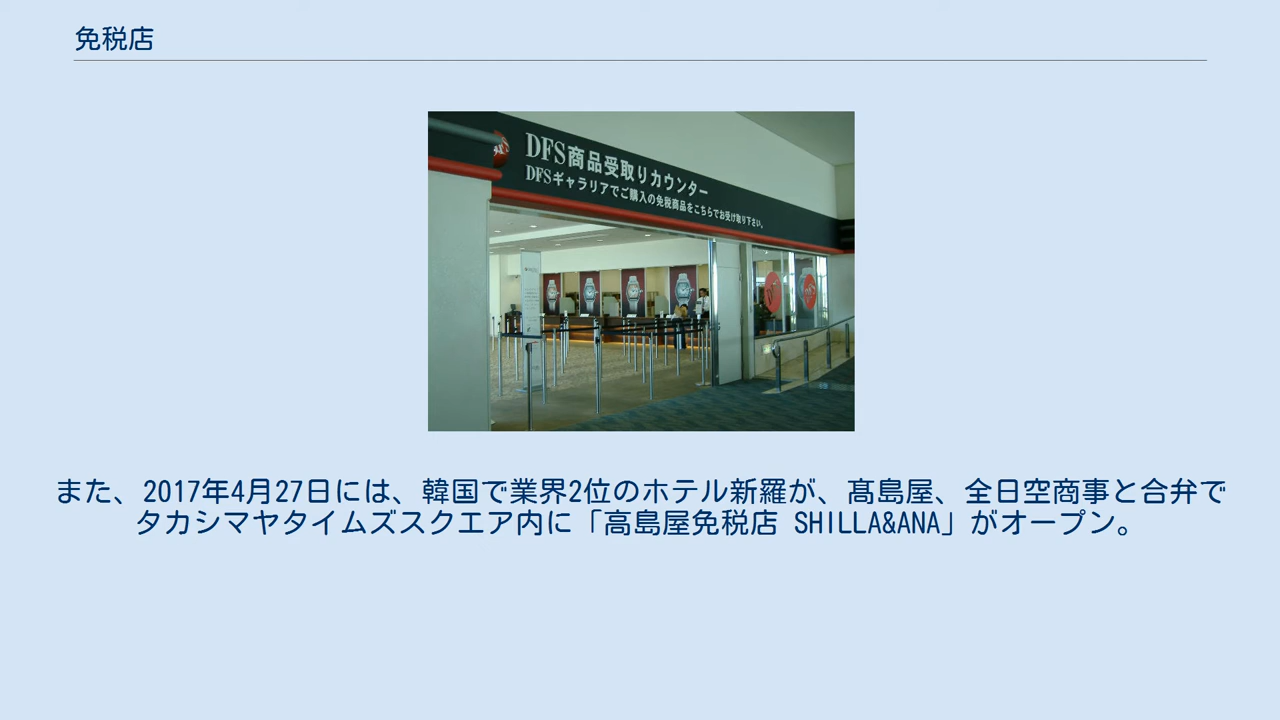 免税店
DFS商品受取りカウンター
DFSギャラリアでご購入の免税商品をこちらでお受け取り下さい。
また、2017年4月27日には、韓国で業界2位のホテル新羅が、髙島屋、全日空商事と合弁で
タカシマヤタイムズスクエア内に「高島屋免税店 SHILLA&ANA」がオープン。